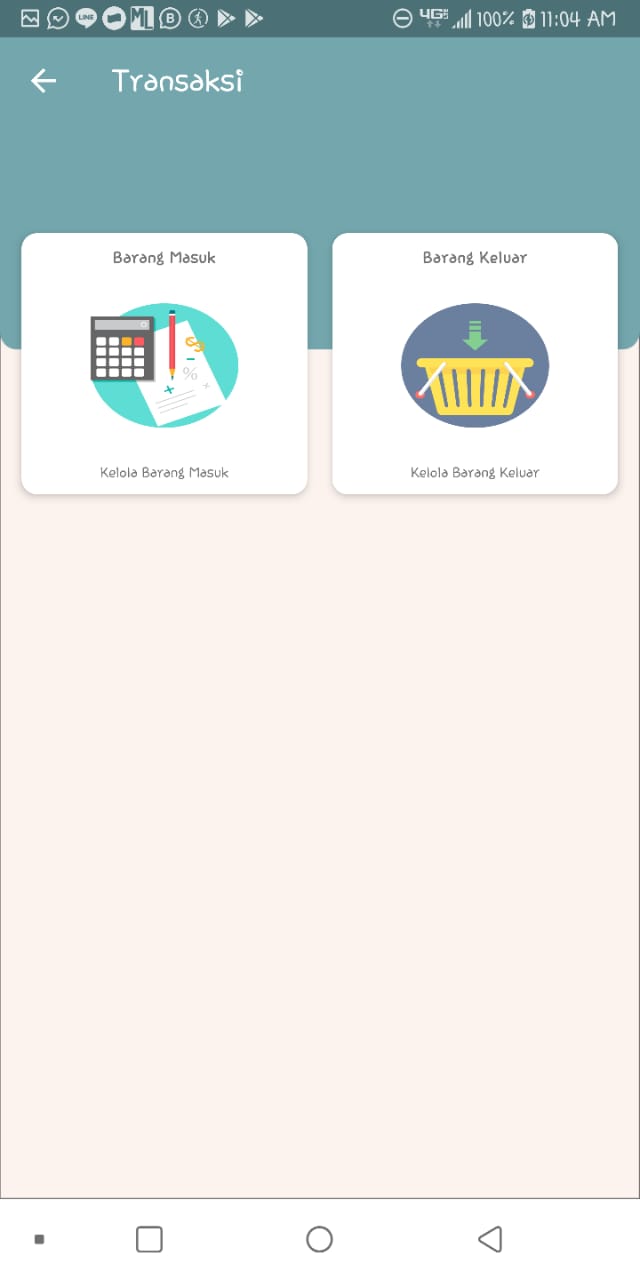 LINE ML B 4G 100% 11:04 AM
Transaksi
Barang Masuk
Barang Keluar
Kelola Barang Masuk
Kelola Barang Keluar